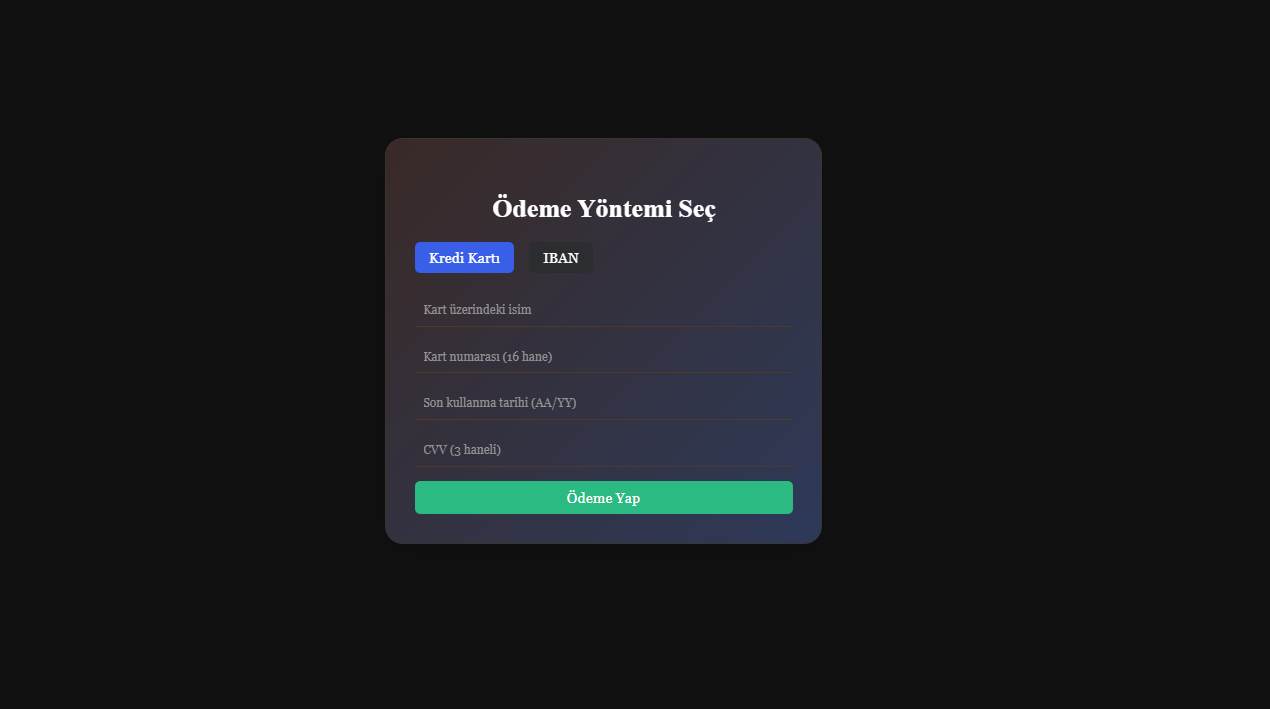 Ödeme Yöntemi Seç
Kredi Kartı IBAN
Kart üzerindeki isim
Kart numarası (16 hane)
Son kullanma tarihi (AA/YY)
CVV (3 haneli)
Ödeme Yap